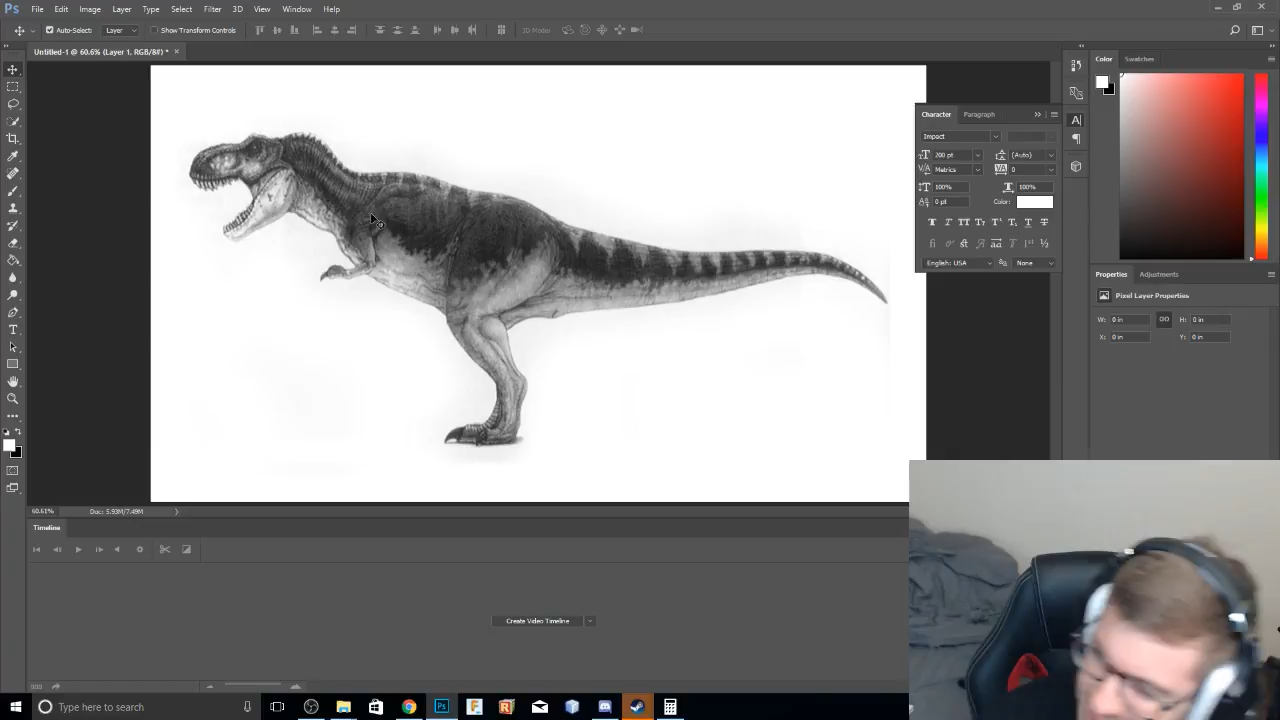 Ps File Edit Image Layer Type Select Filter 3D View Window Help
Auto-Select: Layer Show Transform Controls
Untitled-1 @ 60.6% (Layer 1, RGB/8#) * ×
Color Swatches
Character Paragraph
Impact
200 pt (Auto)
Metrics 0
100% 100%
0 pt Color:
English: USA None
Properties Adjustments
Pixel Layer Properties
W: 0 in H: 0 in
X: 0 in Y: 0 in
60.61% Doc: 5.93M/7.49M
Timeline
Create Video Timeline
Type here to search
Ps